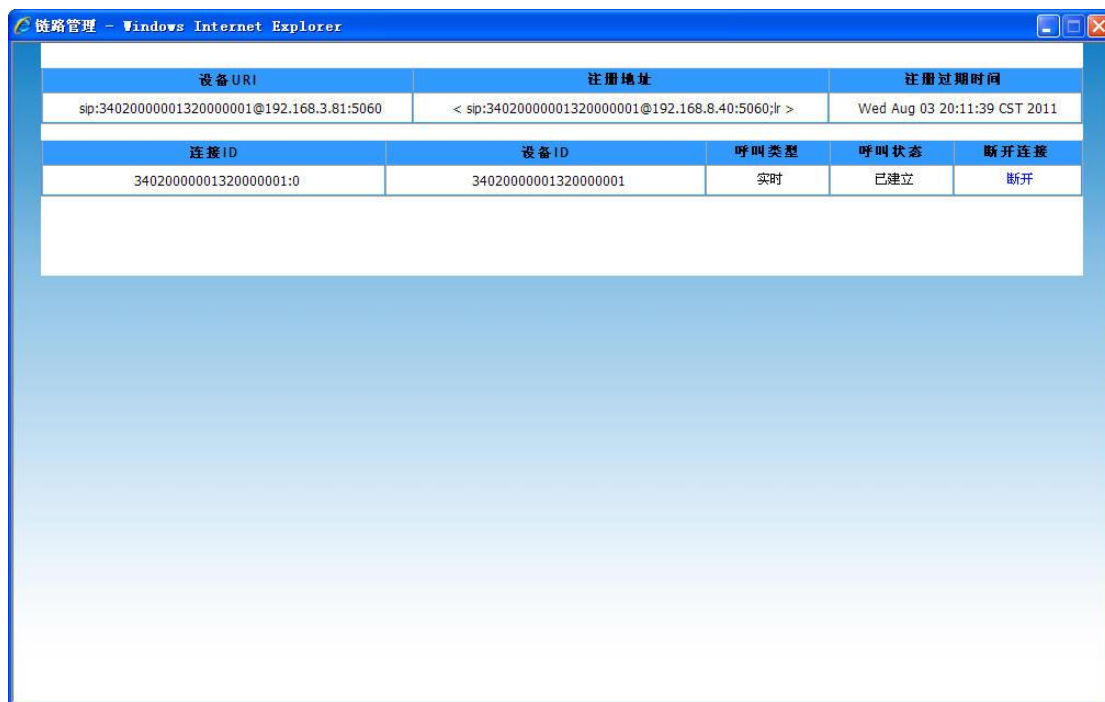 链路管理 - Windows Internet Explorer
设备URI 注册地址 注册过期时间
sip:34020000001320000001@192.168.3.81:5060 < sip:34020000001320000001@192.168.8.40:5060;lr > Wed Aug 03 20:11:39 CST 2011
连接ID 设备ID 呼叫类型 呼叫状态 断开连接
34020000001320000001:0 34020000001320000001 实时 已建立 断开